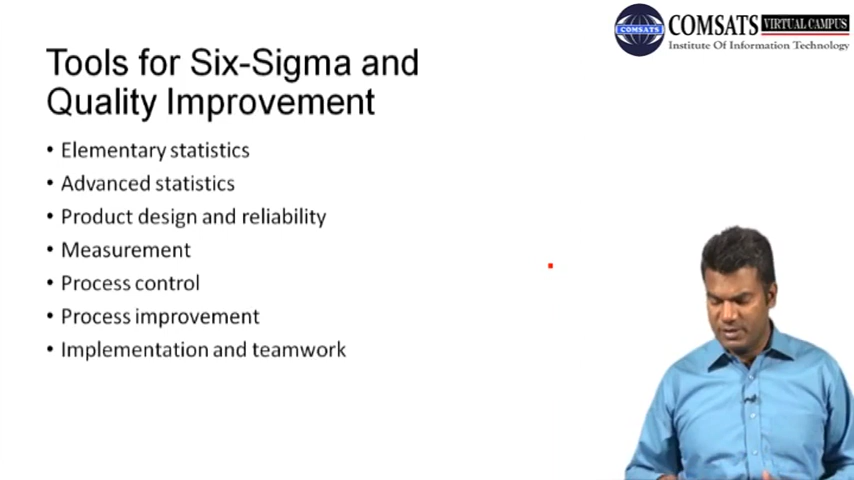 COMSATS
COMSATS VIRTUAL CAMPUS
Institute Of Information Technology
Tools for Six-Sigma and
Quality Improvement
• Elementary statistics
• Advanced statistics
• Product design and reliability
• Measurement
• Process control
• Process improvement
• Implementation and teamwork